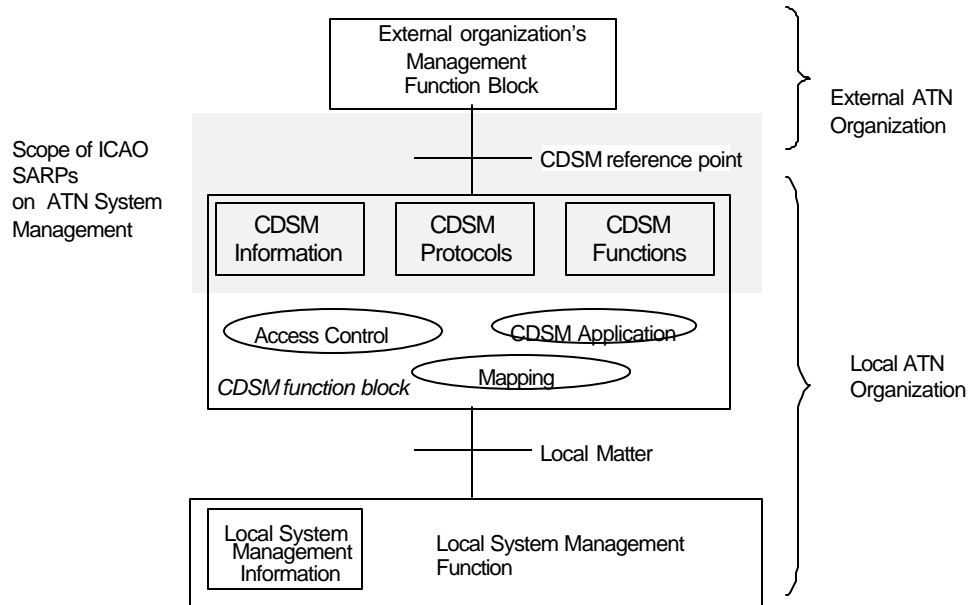 External organization's
Management
Function Block
External ATN
Organization
Scope of ICAO
SARPs
on ATN System
Management
CDSM reference point
CDSM
Information
CDSM
Protocols
CDSM
Functions
Access Control
CDSM Application
Mapping
CDSM function block
Local ATN
Organization
Local Matter
Local System
Management
Information
Local System Management
Function